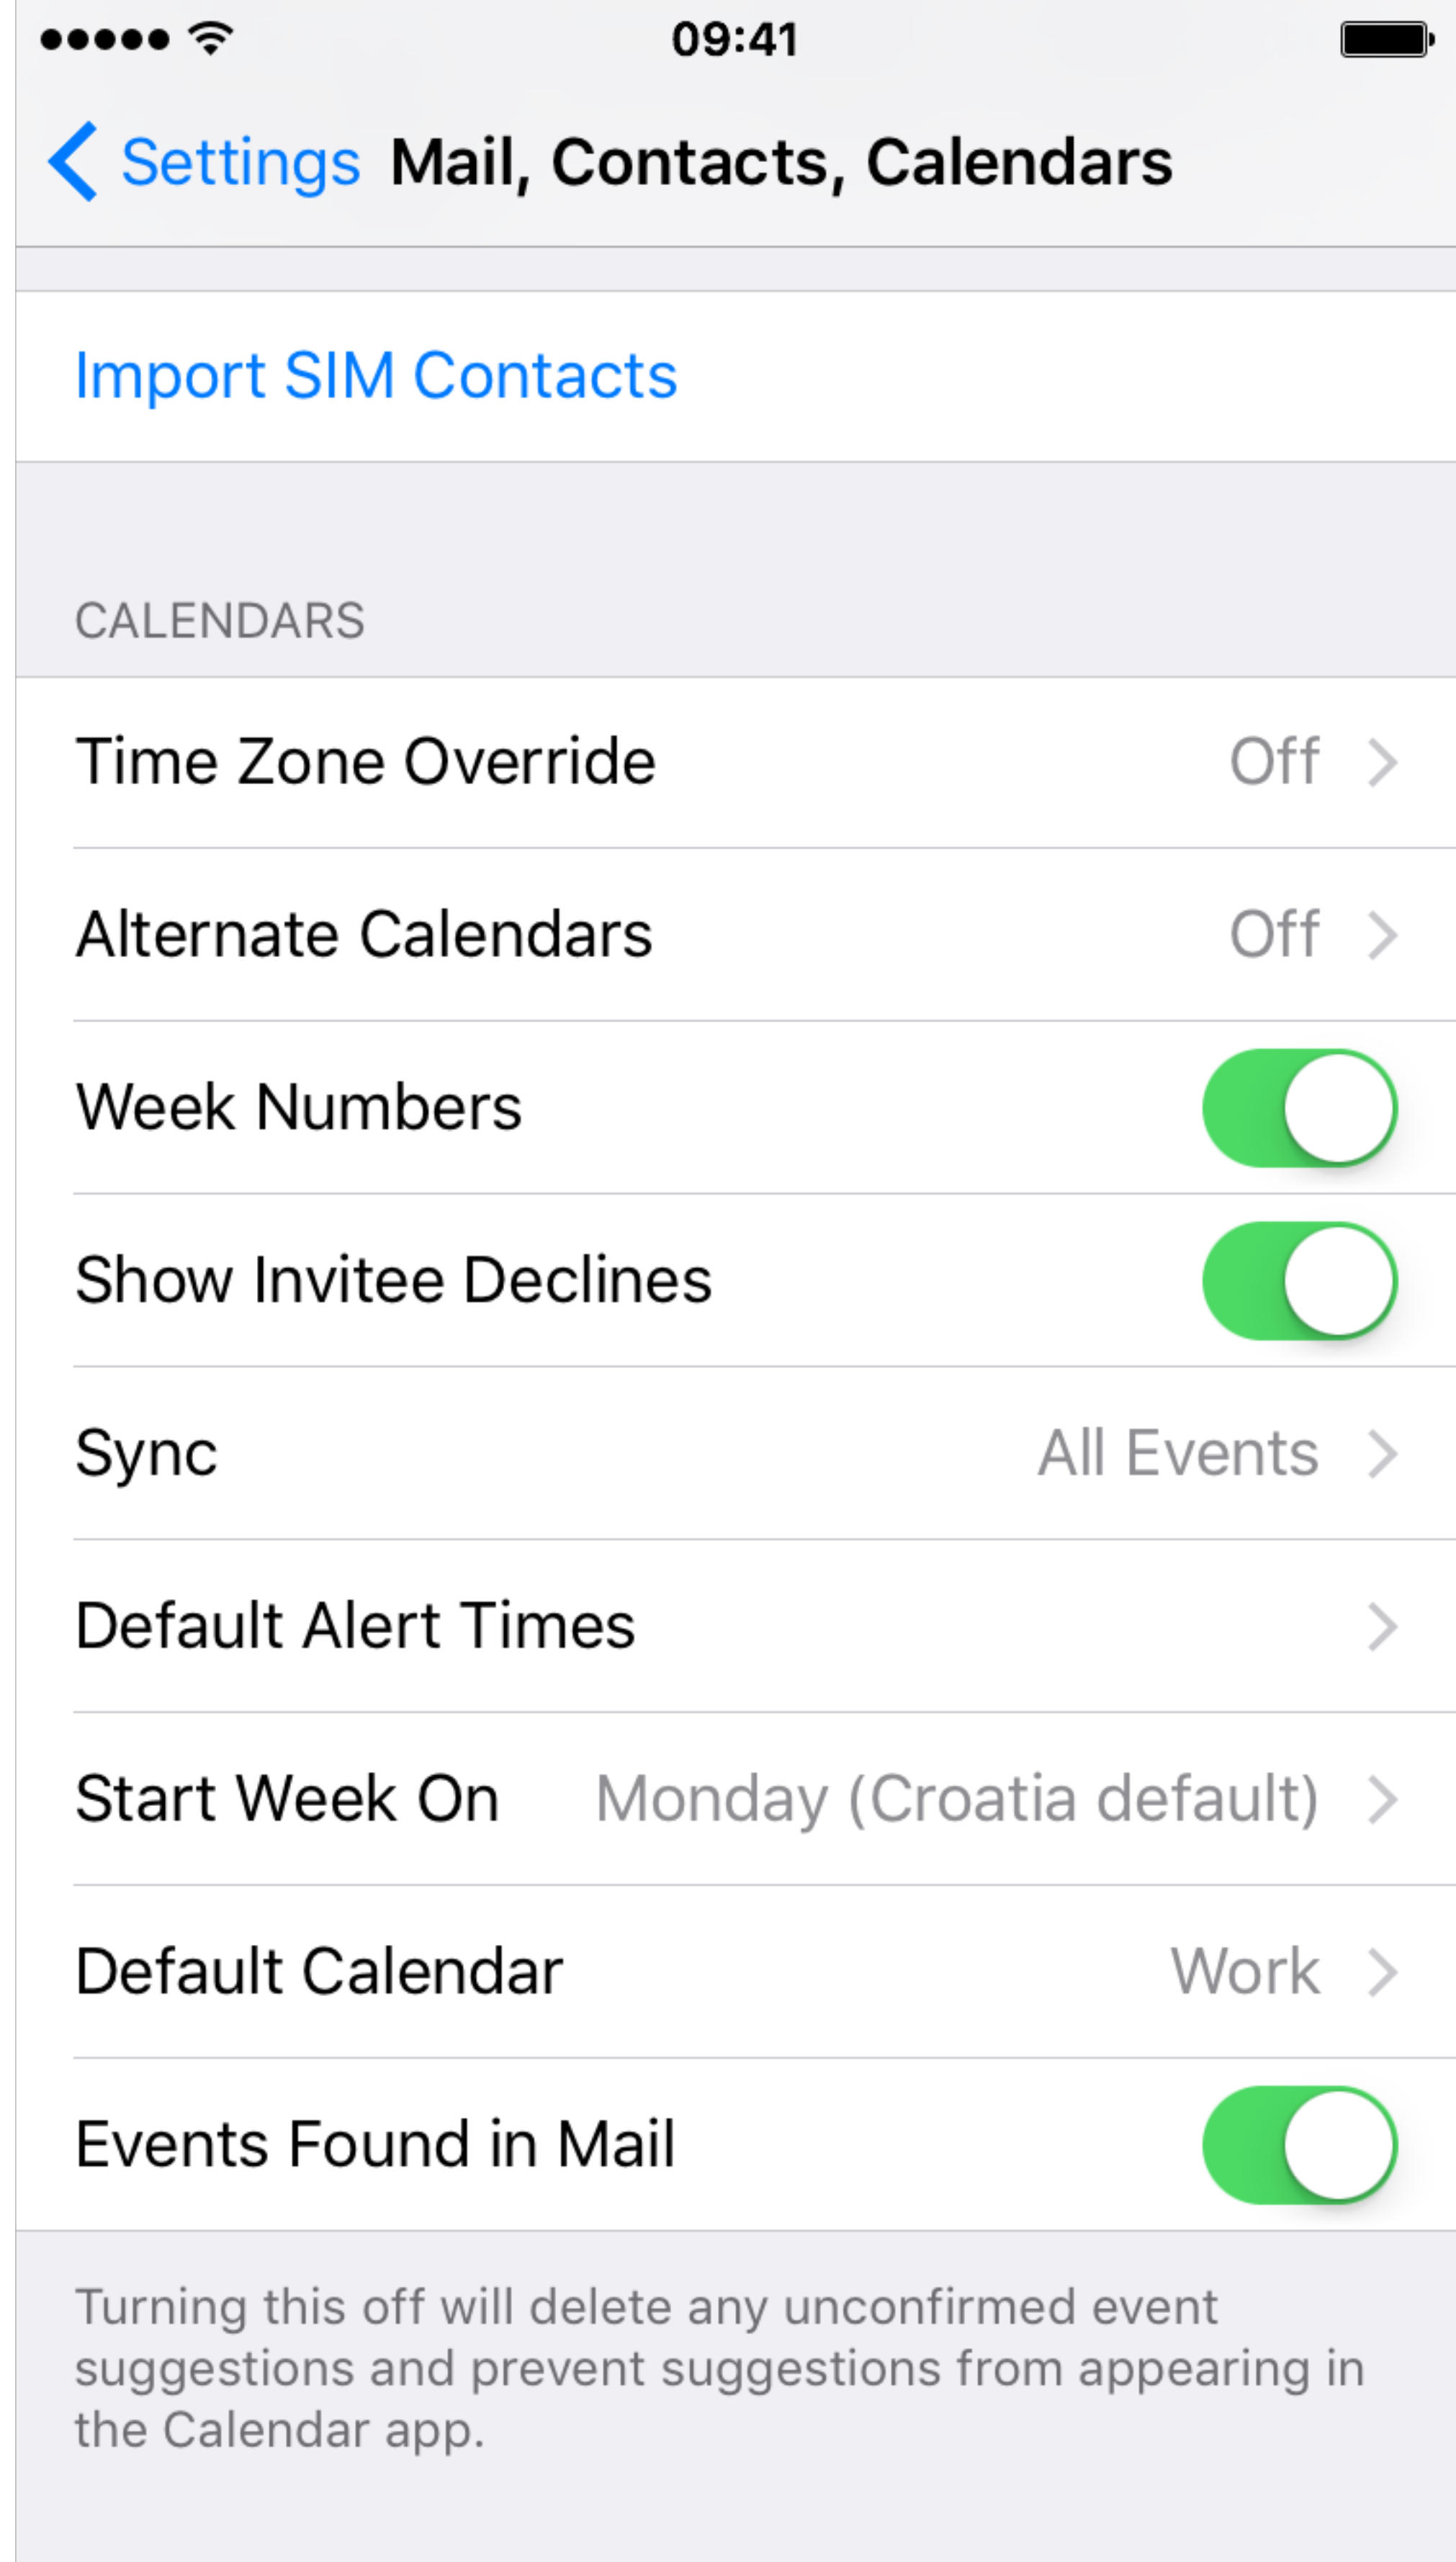 09:41
Settings Mail, Contacts, Calendars
Import SIM Contacts
CALENDARS
Time Zone Override Off
Alternate Calendars Off
Week Numbers
Show Invitee Declines
Sync All Events
Default Alert Times
Start Week On Monday (Croatia default)
Default Calendar Work
Events Found in Mail
Turning this off will delete any unconfirmed event
suggestions and prevent suggestions from appearing in
the Calendar app.